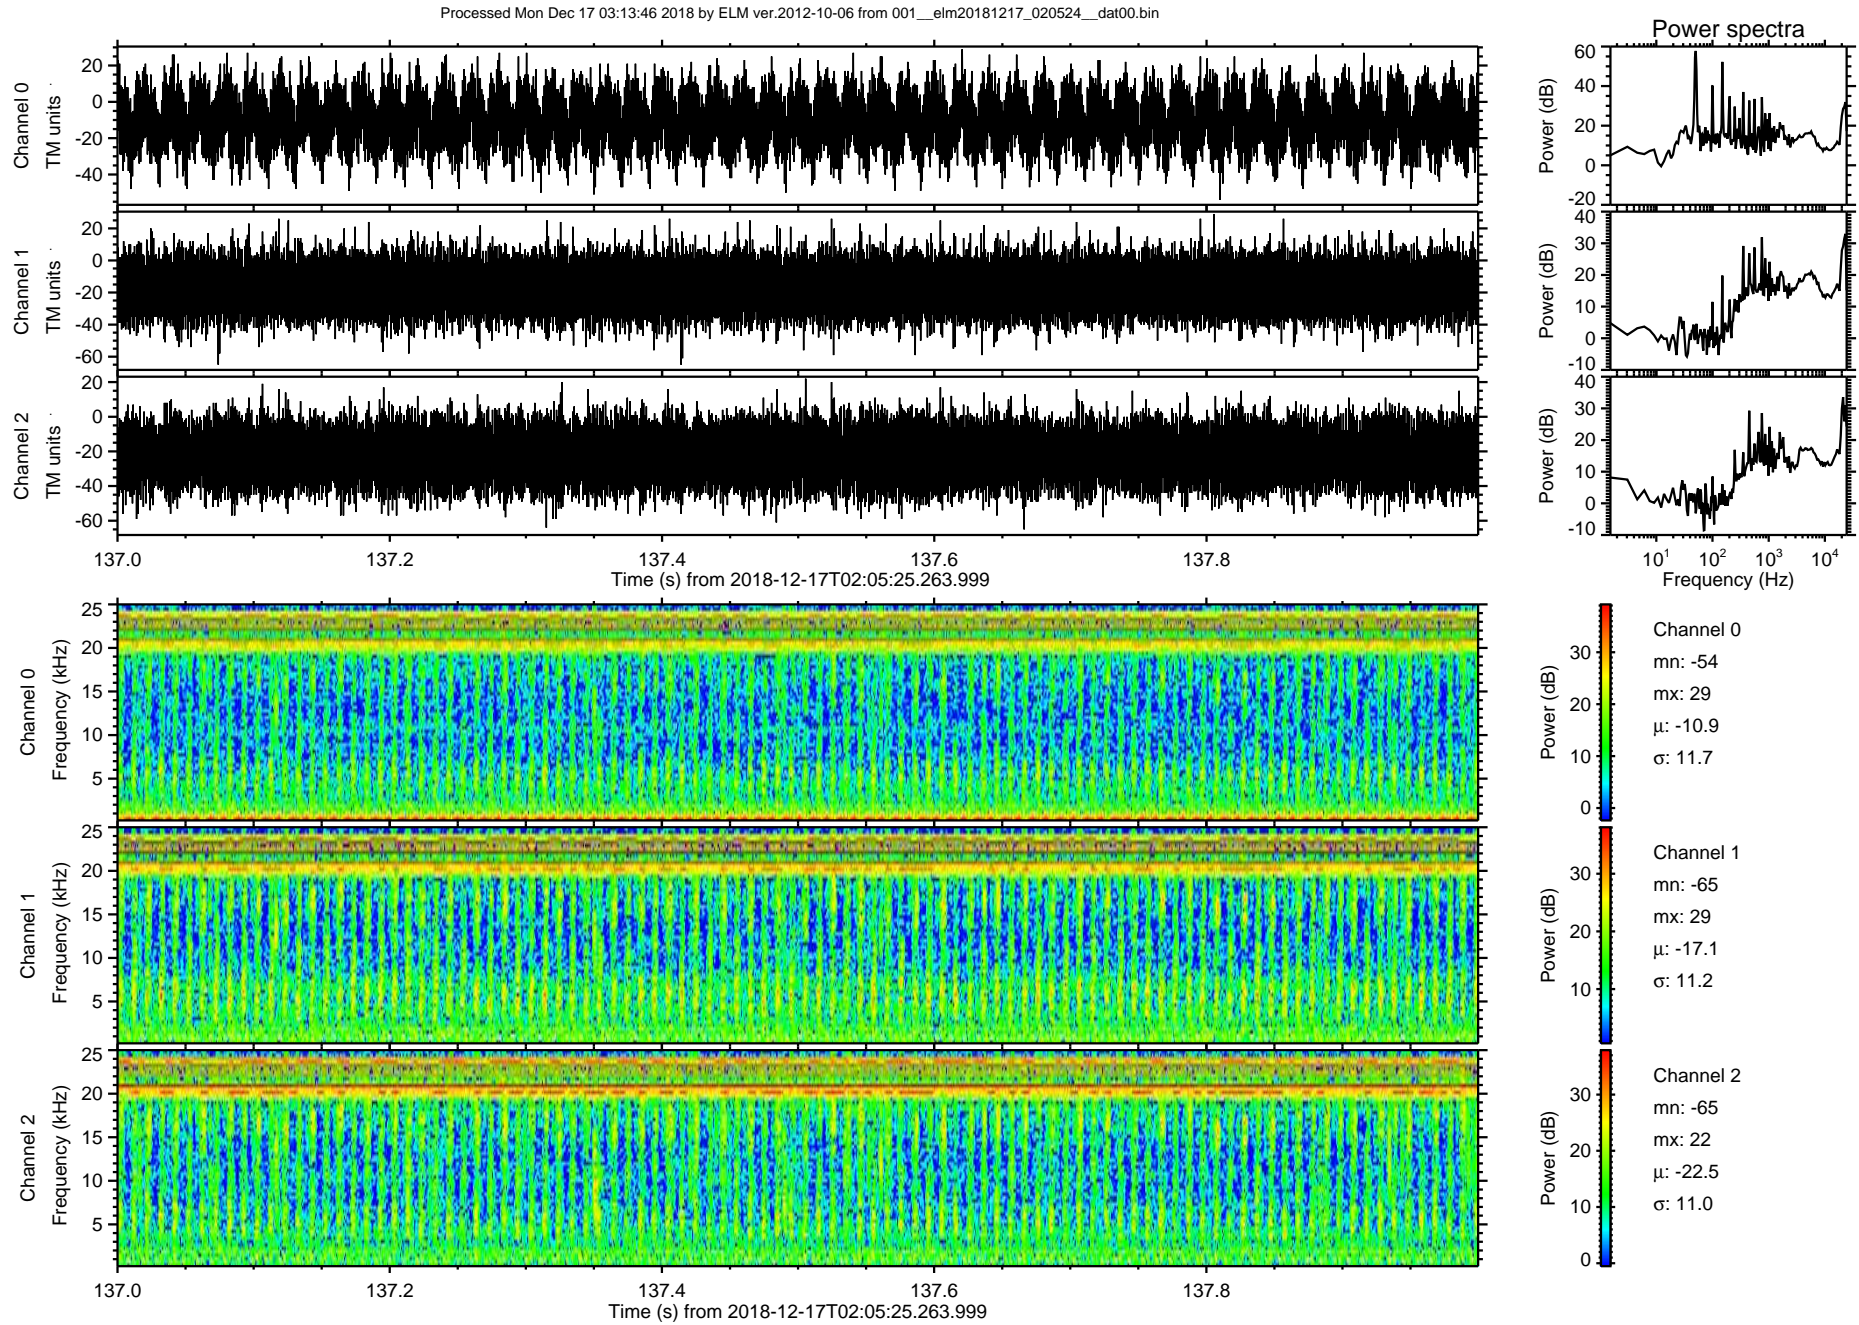 Processed Mon Dec 17 03:13:46 2018 by ELM ver.2012-10-06 from 001__elm20181217_020524__dat00.bin
Power spectra
Channel 0
TM units
20
0
-20
-40
Power (dB)
60
40
20
0
-20
Channel 1
TM units
20
0
-20
-40
-60
Power (dB)
40
30
20
10
0
-10
Channel 2
TM units
20
0
-20
-40
-60
Power (dB)
40
30
20
10
0
-10
137.0 137.2 137.4 137.6 137.8
Time (s) from 2018-12-17T02:05:25.263.999
10¹ 10² 10³ 10⁴
Frequency (Hz)
Channel 0
Frequency (kHz)
25
20
15
10
5
Power (dB)
30
20
10
0
Channel 0
mn: -54
mx: 29
μ: -10.9
σ: 11.7
Channel 1
Frequency (kHz)
25
20
15
10
5
Power (dB)
30
20
10
Channel 1
mn: -65
mx: 29
μ: -17.1
σ: 11.2
Channel 2
Frequency (kHz)
25
20
15
10
5
Power (dB)
30
20
10
0
Channel 2
mn: -65
mx: 22
μ: -22.5
σ: 11.0
137.0 137.2 137.4 137.6 137.8
Time (s) from 2018-12-17T02:05:25.263.999